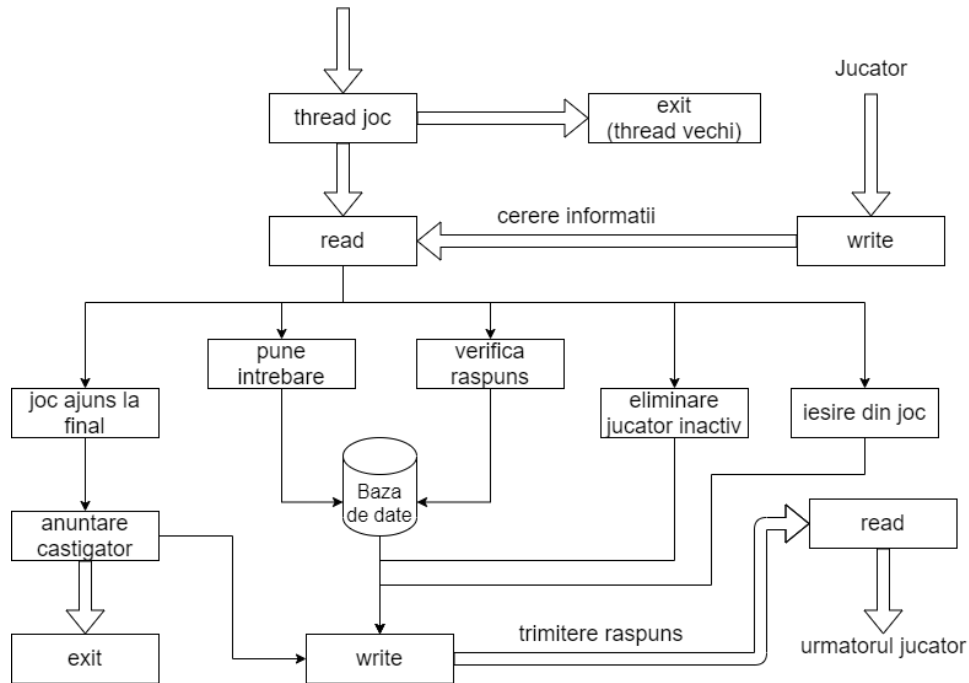 Jucator
thread joc
exit
(thread vechi)
cerere informatii
read
write
pune
intrebare
verifica
raspuns
joc ajuns la
final
eliminare
jucator inactiv
iesire din joc
Baza
de date
anuntare
castigator
read
exit
write
trimitere raspuns
urmatorul jucator